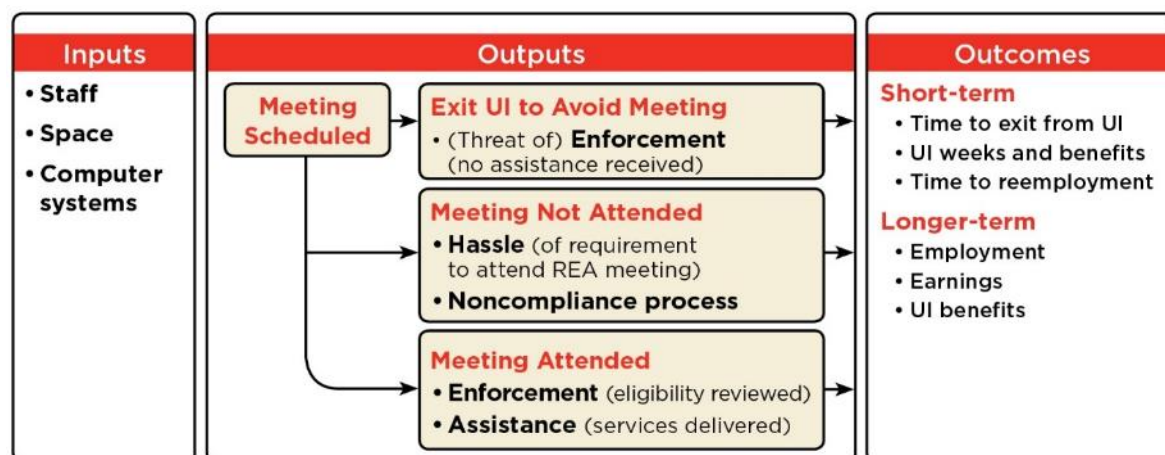 Inputs
• Staff
• Space
• Computer
systems
Outputs
Meeting
Scheduled
Exit UI to Avoid Meeting
• (Threat of) Enforcement
(no assistance received)
Meeting Not Attended
• Hassle (of requirement
to attend REA meeting)
• Noncompliance process
Meeting Attended
• Enforcement (eligibility reviewed)
• Assistance (services delivered)
Outcomes
Short-term
• Time to exit from UI
• UI weeks and benefits
• Time to reemployment
Longer-term
• Employment
• Earnings
• UI benefits